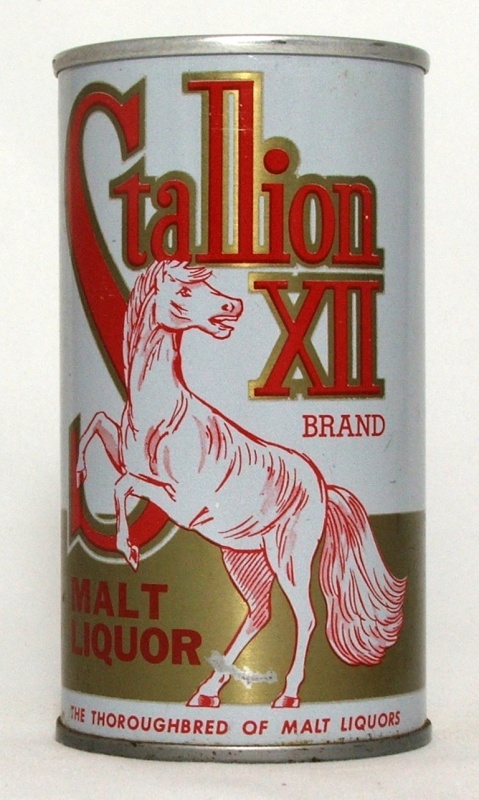 Stallion
XII
BRAND
MALT
LIQUOR
THE THOROUGHBRED OF MALT LIQUORS